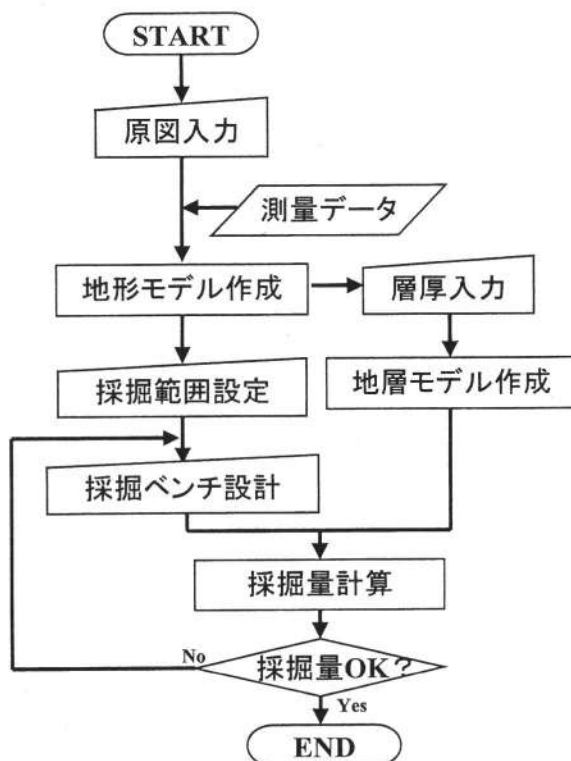 START
原図入力
測量データ
地形モデル作成
層厚入力
採掘範囲設定
地層モデル作成
採掘ベンチ設計
採掘量計算
No
採掘量OK?
Yes
END